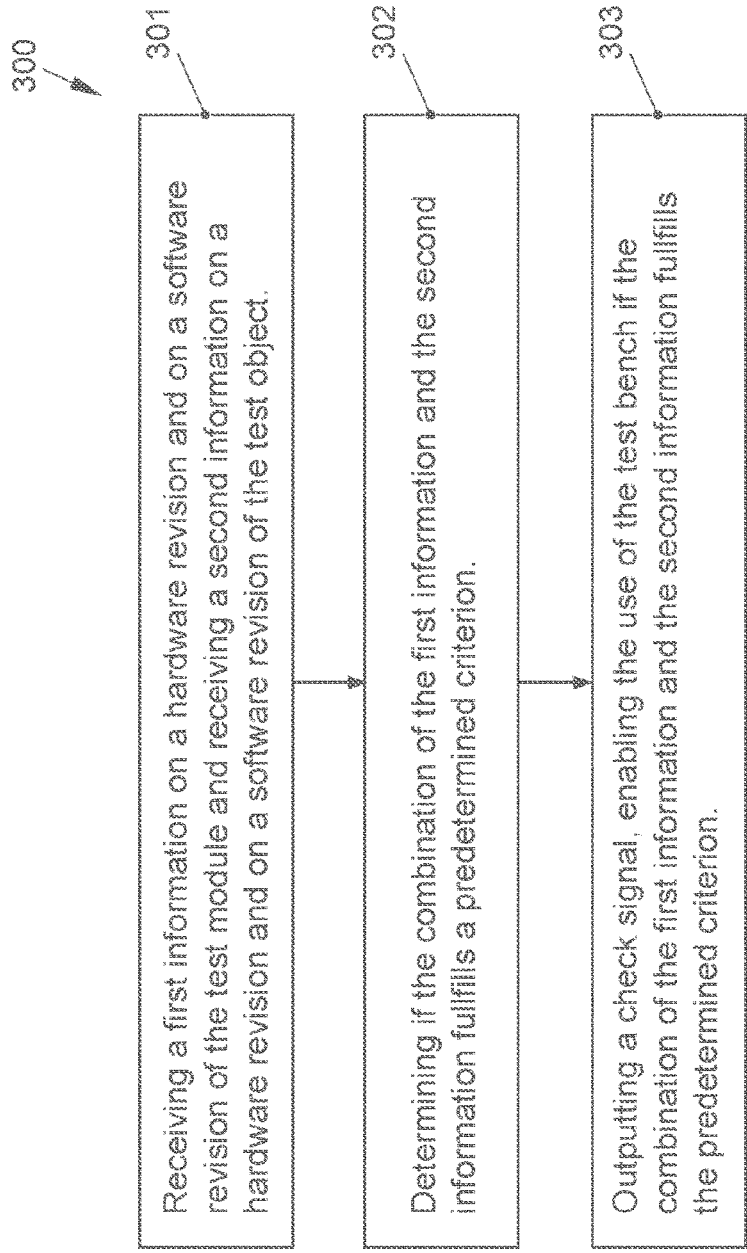 300
301
Receiving a first information on a hardware revision and on a software
revision of the test module and receiving a second information on a
hardware revision and on a software revision of the test object.
302
Determining if the combination of the first information and the second
information fullfills a predetermined criterion.
303
Outputting a check signal, enabling the use of the test bench if the
combination of the first information and the second information fullfills
the predetermined criterion.